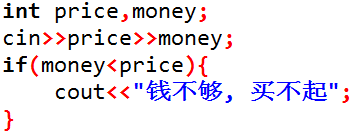 int price,money;
cin>>price>>money;
if(money<price){
    cout<<"钱不够, 买不起";
}